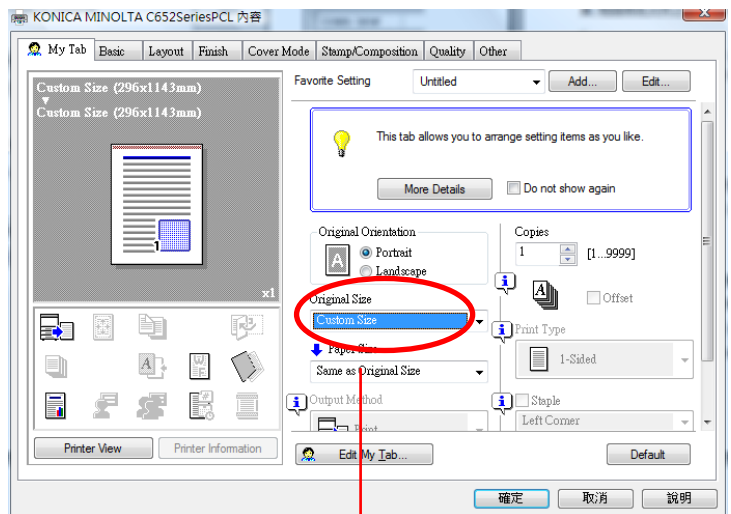 KONICA MINOLTA C652SeriesPCL 內容
My Tab Basic Layout Finish Cover Mode Stamp/Composition Quality Other
Custom Size (296x1143mm)
Custom Size (296x1143mm)
1
x1
Favorite Setting Untitled Add... Edit...
This tab allows you to arrange setting items as you like.
More Details Do not show again
Original Orientation
A
Portrait
Landscape
Original Size
Custom Size
Paper Size
Same as Original Size
Output Method
Print
Copies
1 [1...9999]
A
Offset
Print Type
1-Sided
Staple
Left Corner
Printer View Printer Information
Edit My Tab... Default
確定 取消 說明